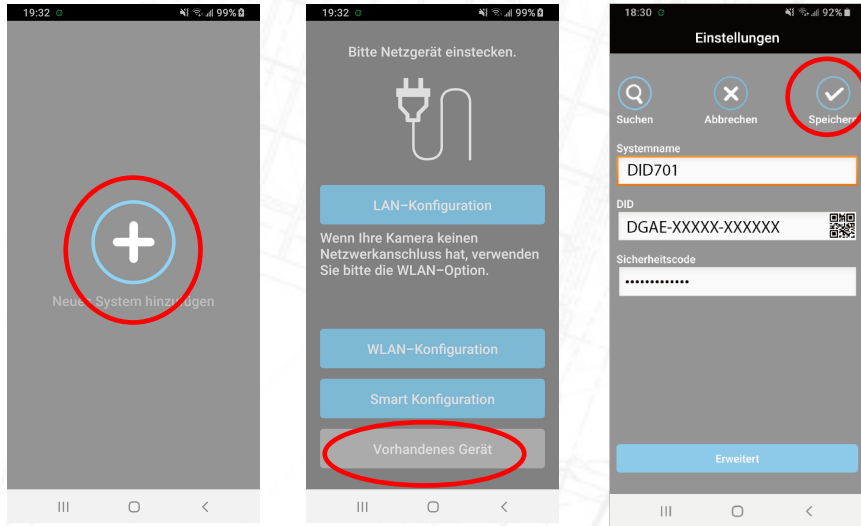 19:32 99%
Neues System hinzufügen
19:32 99%
Bitte Netzgerät einstecken.
LAN-Konfiguration
Wenn Ihre Kamera keinen
Netzwerkanschluss hat, verwenden
Sie bitte die WLAN-Option.
WLAN-Konfiguration
Smart Konfiguration
Vorhandenes Gerät
18:30 92%
Einstellungen
Suchen Abbrechen Speichern
Systemname
DID701
DID
DGAE-XXXXX-XXXXXX
Sicherheitscode
•••••••••••••
Erweitert